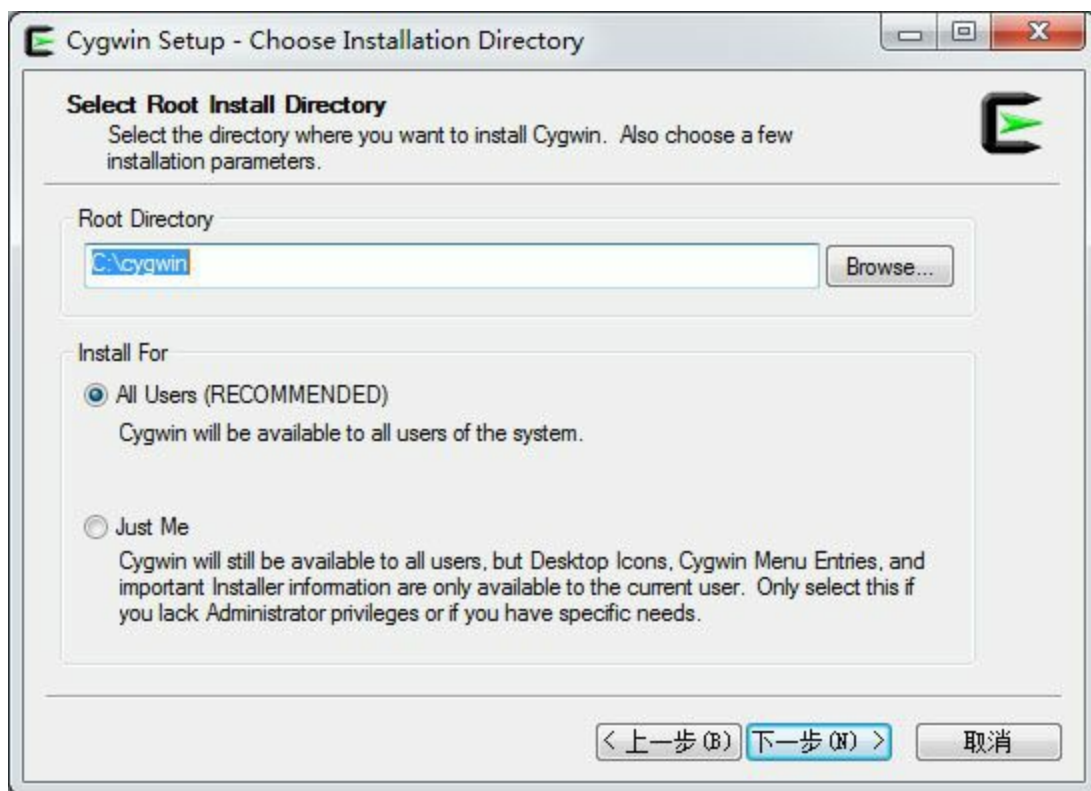 Cygwin Setup - Choose Installation Directory
Select Root Install Directory
Select the directory where you want to install Cygwin.  Also choose a few
installation parameters.
Root Directory
C:\cygwin
Browse...
Install For
All Users (RECOMMENDED)
Cygwin will be available to all users of the system.
Just Me
Cygwin will still be available to all users, but Desktop Icons, Cygwin Menu Entries, and
important Installer information are only available to the current user.  Only select this if
you lack Administrator privileges or if you have specific needs.
< 上一步(B) 下一步(N) > 取消